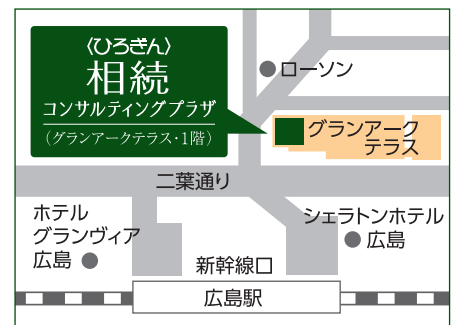 〈ひろぎん〉
相続
コンサルティングプラザ
（グランアークテラス・1階）
ローソン
グランアーク
テラス
二葉通り
ホテル
グランヴィア
広島
シェラトンホテル
広島
新幹線口
広島駅